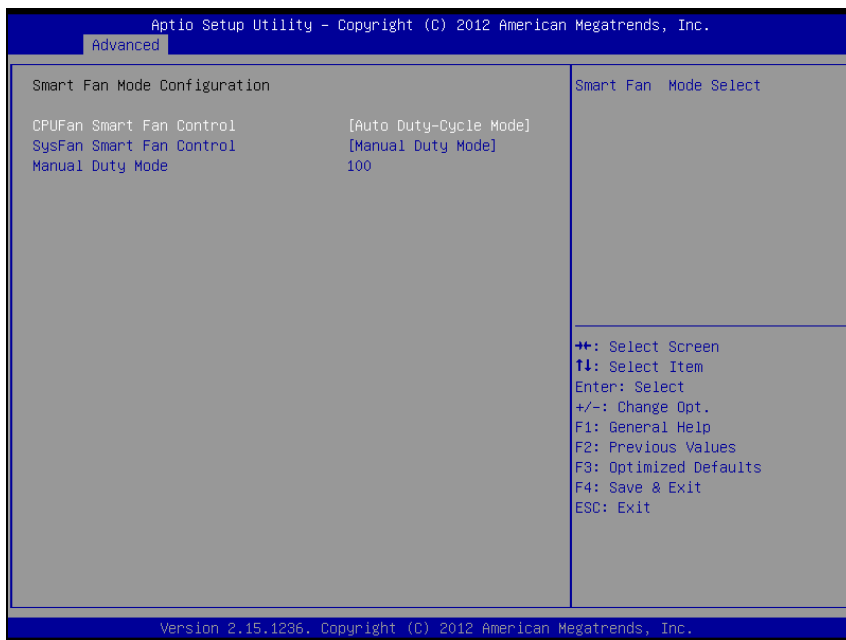 Aptio Setup Utility – Copyright (C) 2012 American Megatrends, Inc.
Advanced
Smart Fan Mode Configuration
CPUFan Smart Fan Control [Auto Duty-Cycle Mode]
SysFan Smart Fan Control [Manual Duty Mode]
Manual Duty Mode 100
Smart Fan  Mode Select
→←: Select Screen
↑↓: Select Item
Enter: Select
+/-: Change Opt.
F1: General Help
F2: Previous Values
F3: Optimized Defaults
F4: Save & Exit
ESC: Exit
Version 2.15.1236. Copyright (C) 2012 American Megatrends, Inc.